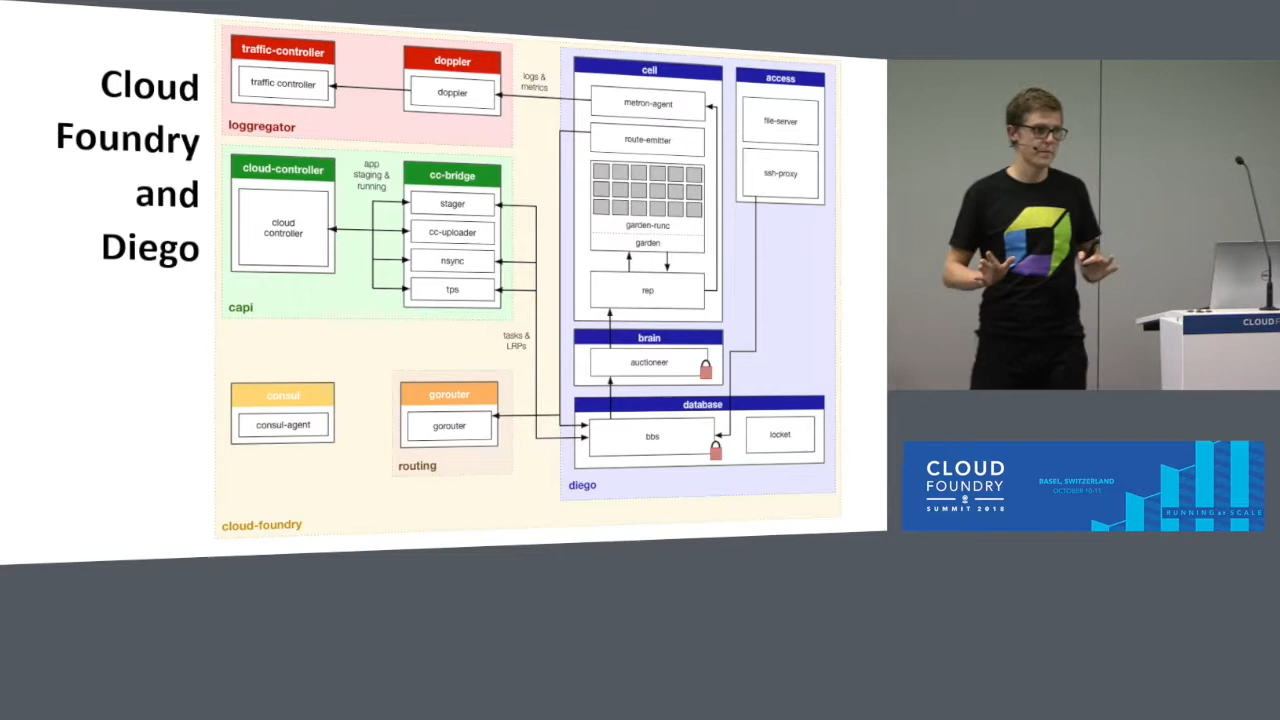 Cloud
Foundry
and
Diego
traffic-controller
traffic controller
doppler
doppler
loggregator
logs &
metrics
cloud-controller
cloud
controller
app
staging &
running
cc-bridge
stager
cc-uploader
nsync
tps
capi
tasks &
LRPs
consul
consul-agent
gorouter
gorouter
routing
cell
metron-agent
route-emitter
garden-runc
garden
rep
brain
auctioneer
access
file-server
ssh-proxy
database
bbs
locket
diego
cloud-foundry
CLOUDF
CLOUD
FOUNDRY
SUMMIT 2018
BASEL, SWITZERLAND
OCTOBER 10-11
RUNNING AT SCALE